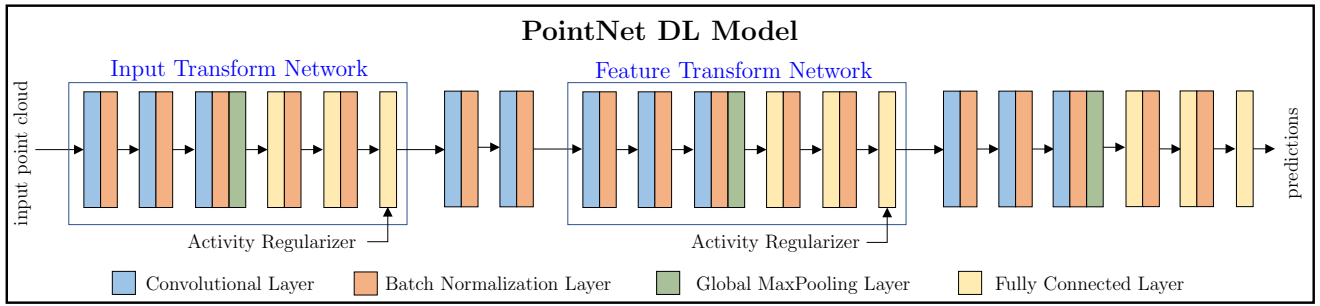 PointNet DL Model
Input Transform Network
Feature Transform Network
input point cloud
predictions
Activity Regularizer
Activity Regularizer
Convolutional Layer
Batch Normalization Layer
Global MaxPooling Layer
Fully Connected Layer